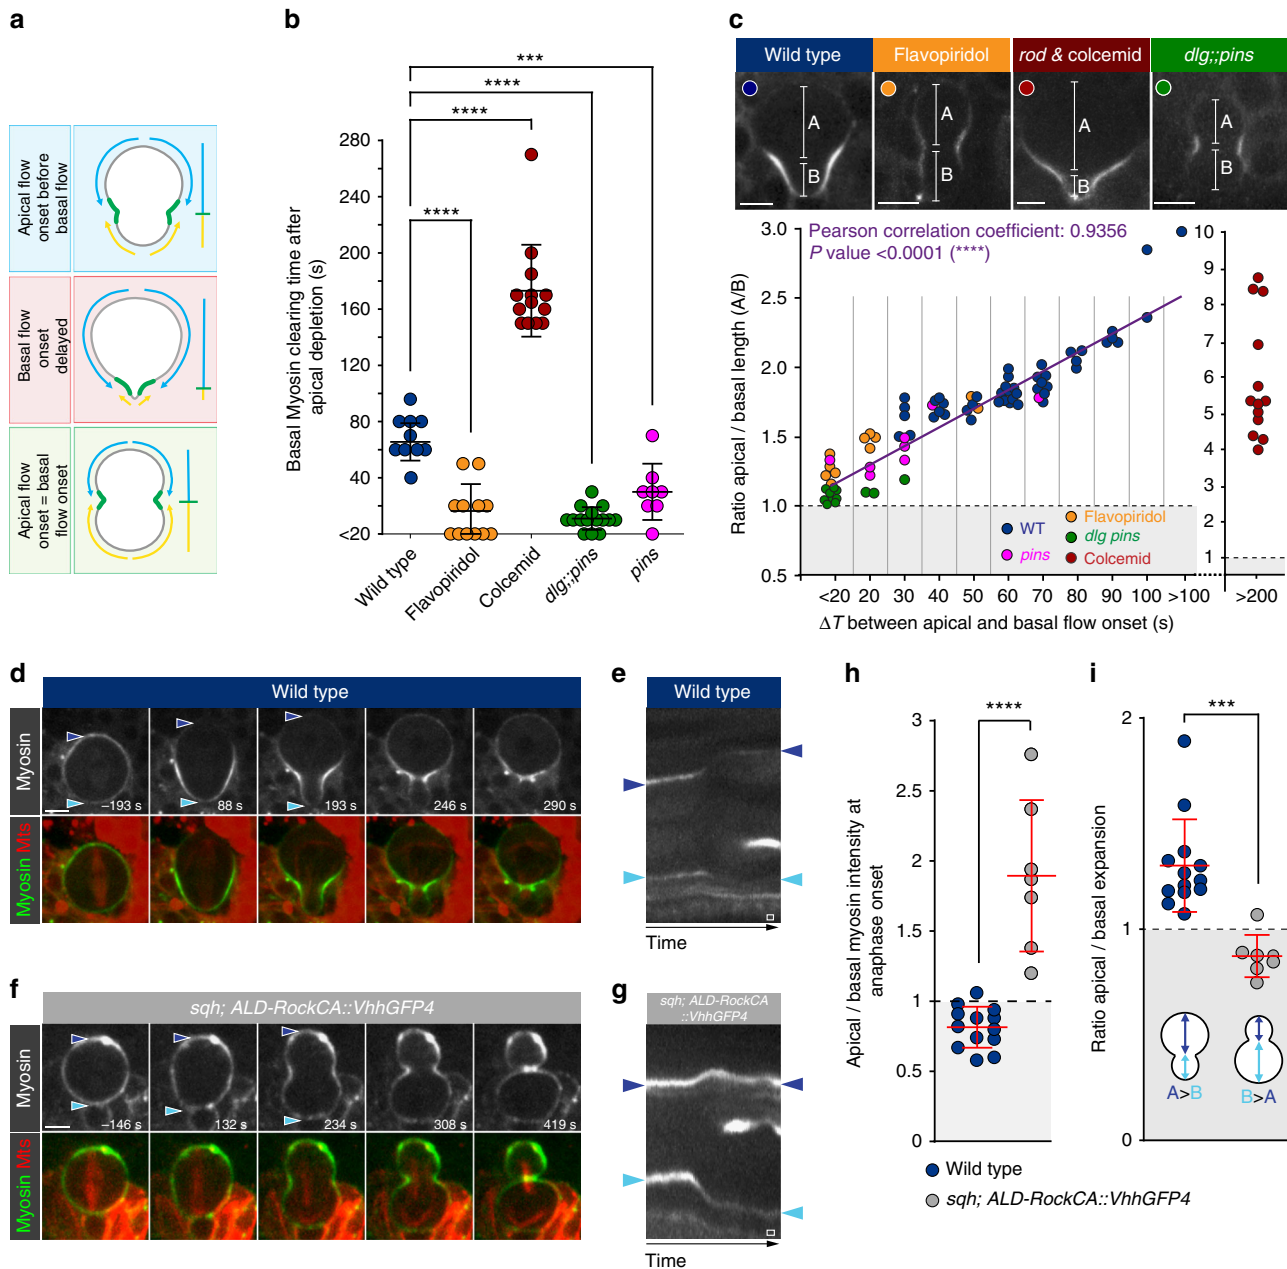 a
Apical flow
onset before
basal flow
Basal flow
onset
delayed
Apical flow
onset = basal
flow onset
b
Basal Myosin clearing time after
apical depletion (s)
280
240
200
160
120
80
40
<20
***
****
****
****
Wild type
Flavopiridol
Colcemid
dlg;;pins
pins
c
Wild type
Flavopiridol
rod & colcemid
dlg;;pins
A
B
A
B
A
B
A
B
Pearson correlation coefficient: 0.9356
P value <0.0001 (****)
Ratio apical / basal length (A/B)
3.0
2.5
2.0
1.5
1.0
0.5
WT
pins
Flavopiridol
dlg pins
Colcemid
<20 20 30 40 50 60 70 80 90 100 >100
10
9
8
7
6
5
4
3
2
1
>200
ΔT between apical and basal flow onset (s)
d
Wild type
Myosin
−193 s
88 s
193 s
246 s
290 s
Myosin Mts
e
Wild type
Time
f
sqh; ALD-RockCA::VhhGFP4
Myosin
−146 s
132 s
234 s
308 s
419 s
Myosin Mts
g
sqh; ALD-RockCA
::VhhGFP4
Time
h
Apical / basal myosin intensity at
anaphase onset
3
2.5
2
1.5
1
0.5
0
****
Wild type
sqh; ALD-RockCA::VhhGFP4
i
Ratio apical / basal expansion
2
1
0
***
A>B
B>A